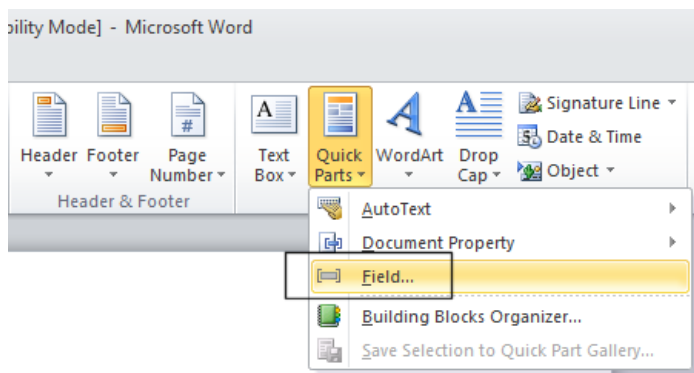 bility Mode] - Microsoft Word
Header
Footer
Page
Number
Header & Footer
A
Text
Box
Quick
Parts
A
WordArt
A
Drop
Cap
Signature Line
Date & Time
Object
AutoText
Document Property
Field...
Building Blocks Organizer...
Save Selection to Quick Part Gallery...